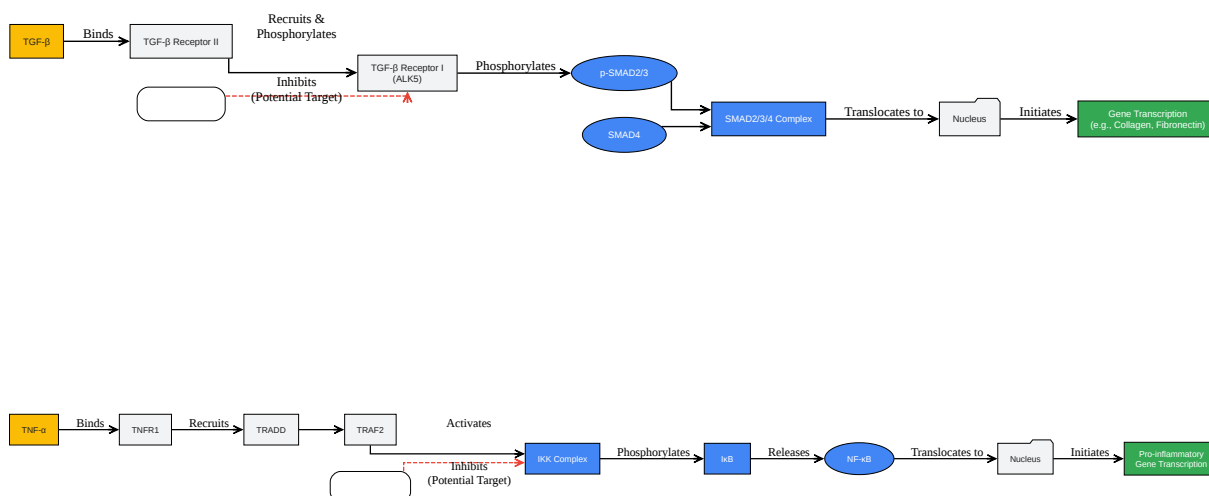 TGF-β
Binds
TGF-β Receptor II
Recruits &
Phosphorylates
TGF-β Receptor I
(ALK5)
Inhibits
(Potential Target)
Phosphorylates
p-SMAD2/3
SMAD4
SMAD2/3/4 Complex
Translocates to
Nucleus
Initiates
Gene Transcription
(e.g., Collagen, Fibronectin)
TNF-α
Binds
TNFR1
Recruits
TRADD
TRAF2
Activates
Inhibits
(Potential Target)
IKK Complex
Phosphorylates
IκB
Releases
NF-κB
Translocates to
Nucleus
Initiates
Pro-inflammatory
Gene Transcription